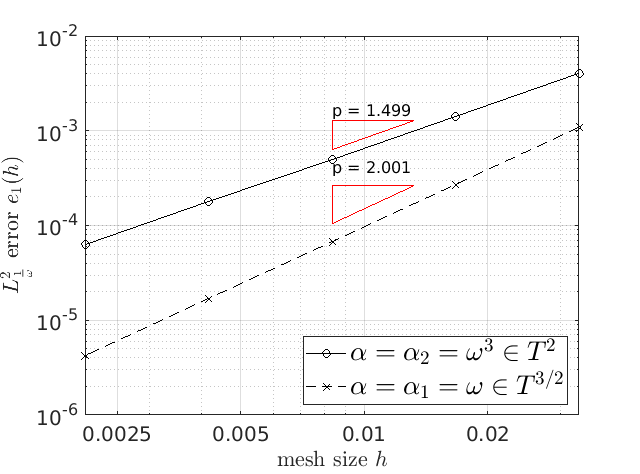 10^-2
10^-3
10^-4
10^-5
10^-6
L^2_{1/ω} error e_1(h)
p = 1.499
p = 2.001
α = α_2 = ω^3 ∈ T^2
α = α_1 = ω ∈ T^{3/2}
0.0025 0.005 0.01 0.02
mesh size h